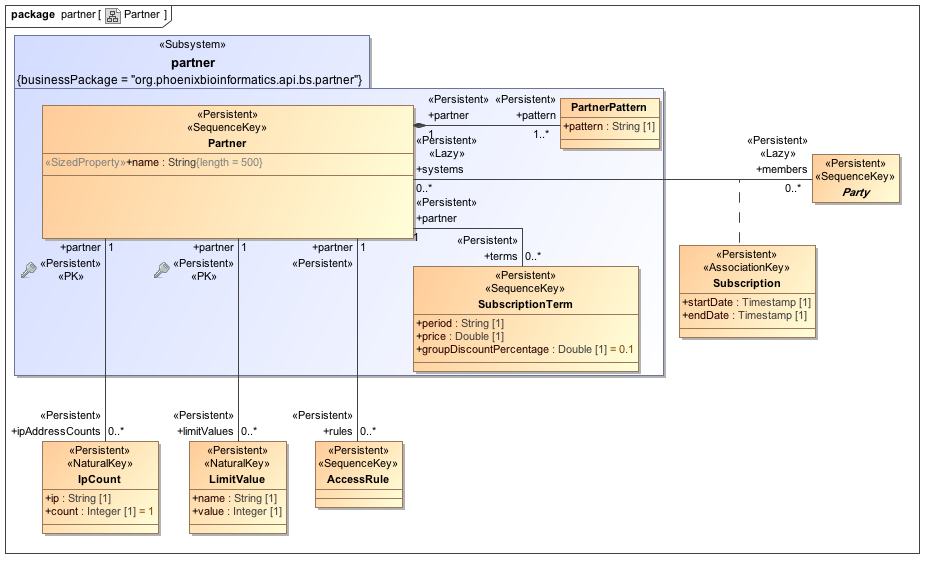 package partner [ Partner ]
«Subsystem»
partner
{businessPackage = "org.phoenixbioinformatics.api.bs.partner"}
«Persistent»
«SequenceKey»
Partner
«SizedProperty»+name : String{length = 500}
«Persistent»
+partner
1
«Persistent»
+pattern
1..*
PartnerPattern
+pattern : String [1]
«Persistent»
«Lazy»
+systems
0..*
«Persistent»
«Lazy»
+members
0..*
«Persistent»
«SequenceKey»
Party
«Persistent»
+partner
1
«Persistent»
+terms
0..*
«Persistent»
«SequenceKey»
SubscriptionTerm
+period : String [1]
+price : Double [1]
+groupDiscountPercentage : Double [1] = 0.1
«Persistent»
«AssociationKey»
Subscription
+startDate : Timestamp [1]
+endDate : Timestamp [1]
+partner
1
«Persistent»
«PK»
+partner
1
«Persistent»
«PK»
+partner
1
«Persistent»
«Persistent»
+ipAddressCounts
0..*
«Persistent»
+limitValues
0..*
«Persistent»
+rules
0..*
«Persistent»
«NaturalKey»
IpCount
+ip : String [1]
+count : Integer [1] = 1
«Persistent»
«NaturalKey»
LimitValue
+name : String [1]
+value : Integer [1]
«Persistent»
«SequenceKey»
AccessRule